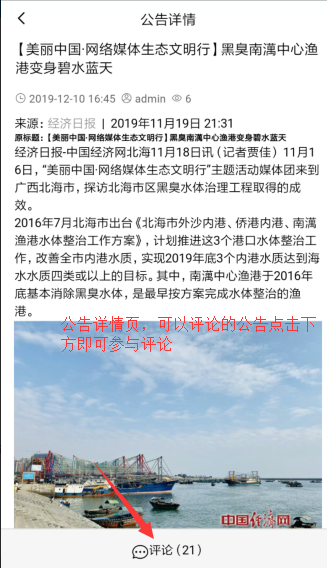 公告详情
【美丽中国·网络媒体生态文明行】黑臭南澫中心渔
港变身碧水蓝天
2019-12-10 16:45 admin 6
来源: 经济日报 | 2019年11月19日 21:31
原标题:【美丽中国·网络媒体生态文明行】黑臭南澫中心渔港变身碧水蓝天
经济日报-中国经济网北海11月18日讯（记者贾佳）11月1
6日，“美丽中国·网络媒体生态文明行”主题活动媒体团来到
广西北海市，探访北海市区黑臭水体治理工程取得的成
效。
2016年7月北海市出台《北海市外沙内港、侨港内港、南澫
渔港水体整治工作方案》，计划推进这3个港口水体整治工
作，改善全市内港水质，实现2019年底3个内港水质达到海
水水质四类或以上的目标。其中，南澫中心渔港于2016年
底基本消除黑臭水体，是最早按方案完成水体整治的渔
港。
公告详情页，可以评论的公告点击下
方即可参与评论
中国经济网
评论（21）